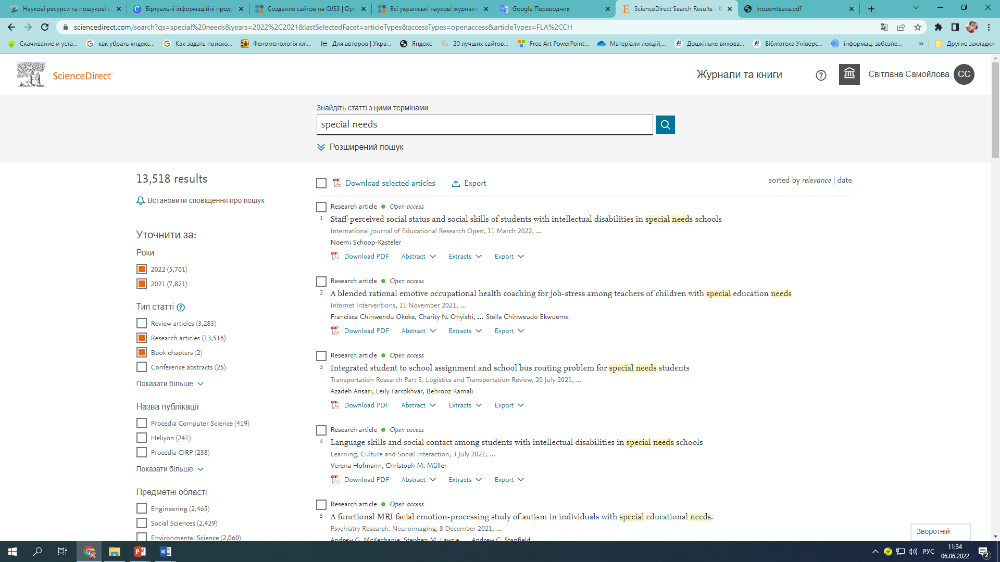 Наукові ресурси та пошукові с
Віртуальні інформаційні проду
Создание сайтов на OJS3 | Оре
Всі українські наукові журнали
Google Переводчик
ScienceDirect Search Results - K
Inozemtseva.pdf
sciencedirect.com/search?qs=special%20needs&years=2022%2C2021&lastSelectedFacet=articleTypes&accessTypes=openaccess&articleTypes=FLA%2CCH
Скачивание и уста...
как убрать яндекс...
Как задать поиско...
Феноменологія клі...
Для авторов | Укра...
Яндекс
20 лучших сайтов...
Free Art PowerPoint...
Матеріали лекцій,...
Дошкільне вихова...
Бібліотека Універс...
інформац. забезпе...
»
Другие закладки
ScienceDirect
Журнали та книги
Світлана Самойлова
CC
Знайдіть статті з цими термінами
special needs
Розширений пошук
13,518 results
Встановити сповіщення про пошук
Уточнити за:
Роки
2022 (5,701)
2021 (7,821)
Тип статті
Review articles (3,283)
Research articles (13,516)
Book chapters (2)
Conference abstracts (25)
Показати більше
Назва публікації
Procedia Computer Science (419)
Heliyon (241)
Procedia CIRP (238)
Показати більше
Предметні області
Engineering (2,465)
Social Sciences (2,429)
Environmental Science (2,060)
Download selected articles
Export
sorted by relevance | date
Research article Open access
1 Staff-perceived social status and social skills of students with intellectual disabilities in special needs schools
International Journal of Educational Research Open, 11 March 2022, ...
Noemi Schoop-Kasteler
Download PDF Abstract Extracts Export
Research article Open access
2 A blended rational emotive occupational health coaching for job-stress among teachers of children with special education needs
Internet Interventions, 11 November 2021, ...
Francisca Chinwendu Okeke, Charity N. Onyishi, ... Stella Chinweudo Ekwueme
Download PDF Abstract Extracts Export
Research article Open access
3 Integrated student to school assignment and school bus routing problem for special needs students
Transportation Research Part E: Logistics and Transportation Review, 20 July 2021, ...
Azadeh Ansari, Leily Farrokhvar, Behrooz Kamali
Download PDF Abstract Extracts Export
Research article Open access
4 Language skills and social contact among students with intellectual disabilities in special needs schools
Learning, Culture and Social Interaction, 3 July 2021, ...
Verena Hofmann, Christoph M. Müller
Download PDF Abstract Extracts Export
Research article Open access
5 A functional MRI facial emotion-processing study of autism in individuals with special educational needs.
Psychiatry Research: Neuroimaging, 8 December 2021, ...
Andrew G. McKechanie, Stephen M. Lawrie, ... Andrew C. Stanfield
Зворотній
РУС
11:34
06.06.2022
2